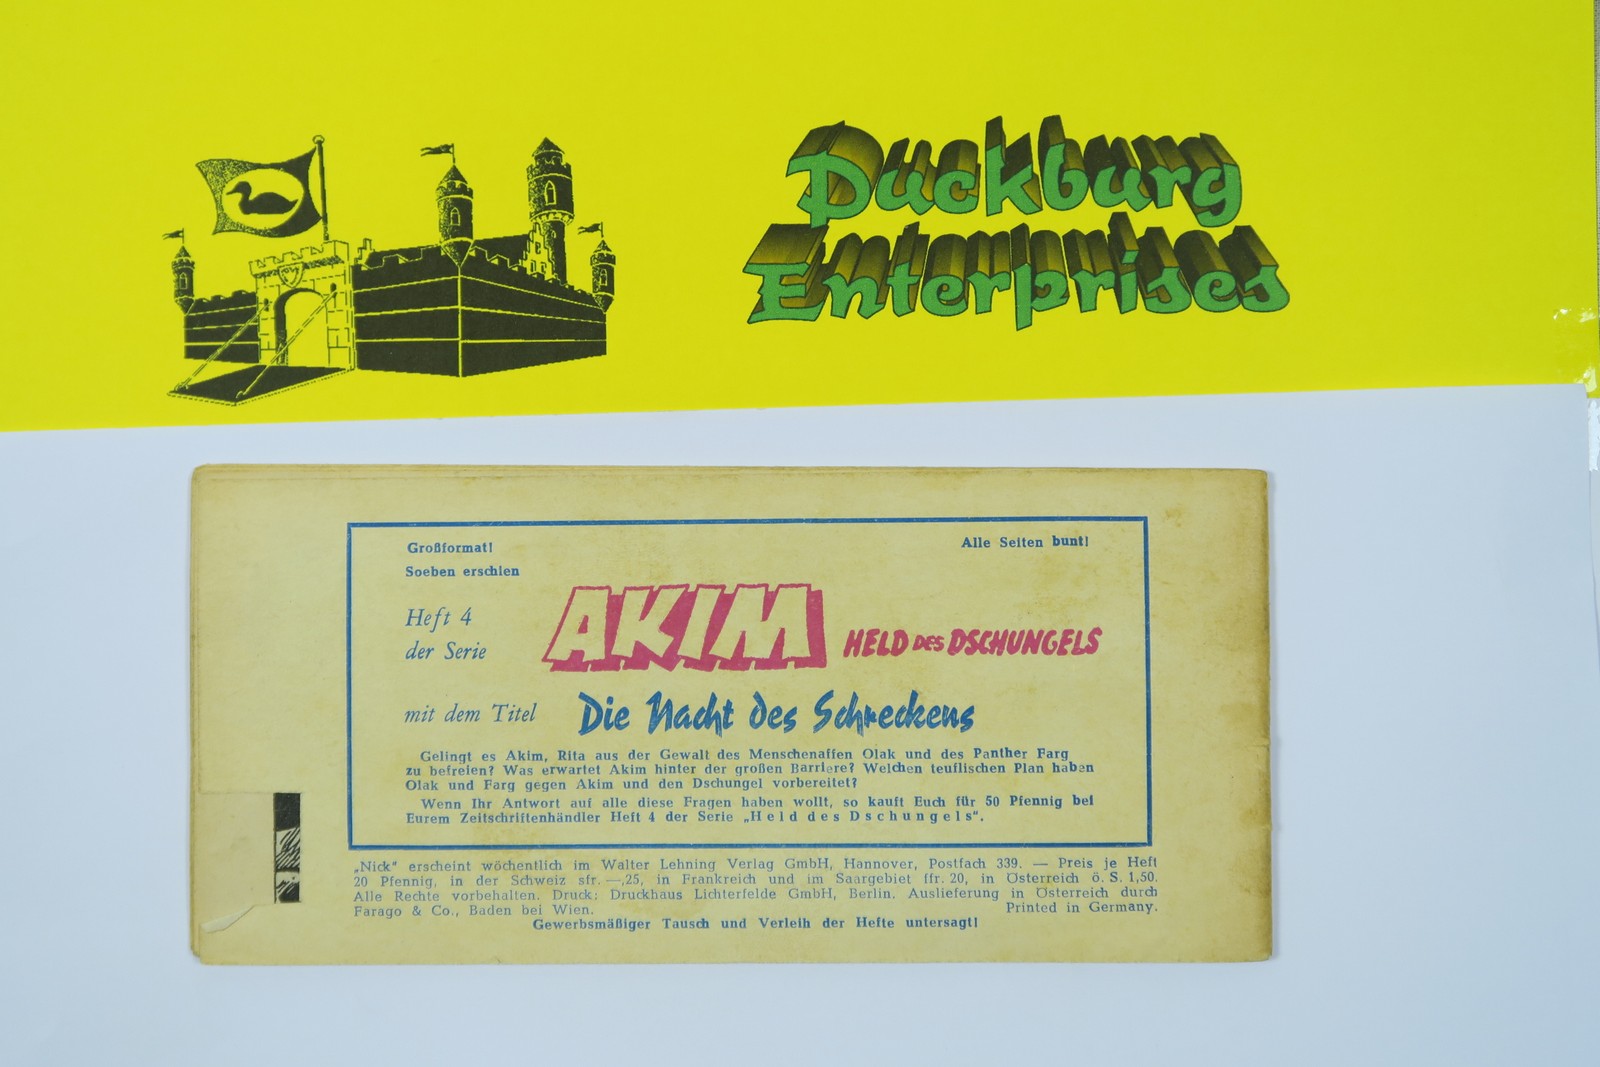 Duckburg
Enterprises
Großformat!
Alle Seiten bunt!
Soeben erschien
Heft 4
der Serie
AKIM HELD DES DSCHUNGELS
mit dem Titel Die Nacht des Schreckens
Gelingt es Akim, Rita aus der Gewalt des Menschenaffen Olak und des Panther Farg
zu befreien? Was erwartet Akim hinter der großen Barriere? Welchen teuflischen Plan haben
Olak und Farg gegen Akim und den Dschungel vorbereitet?
Wenn Ihr Antwort auf alle diese Fragen haben wollt, so kauft Euch für 50 Pfennig bei
Eurem Zeitschriftenhändler Heft 4 der Serie „Held des Dschungels".
„Nick" erscheint wöchentlich im Walter Lehning Verlag GmbH, Hannover, Postfach 339. — Preis je Heft
20 Pfennig, in der Schweiz sfr. —,25, in Frankreich und im Saargebiet ffr. 20, in Österreich ö. S. 1,50.
Alle Rechte vorbehalten. Druck: Druckhaus Lichterfelde GmbH, Berlin. Auslieferung in Österreich durch
Farago & Co., Baden bei Wien. Printed in Germany.
Gewerbsmäßiger Tausch und Verleih der Hefte untersagt!